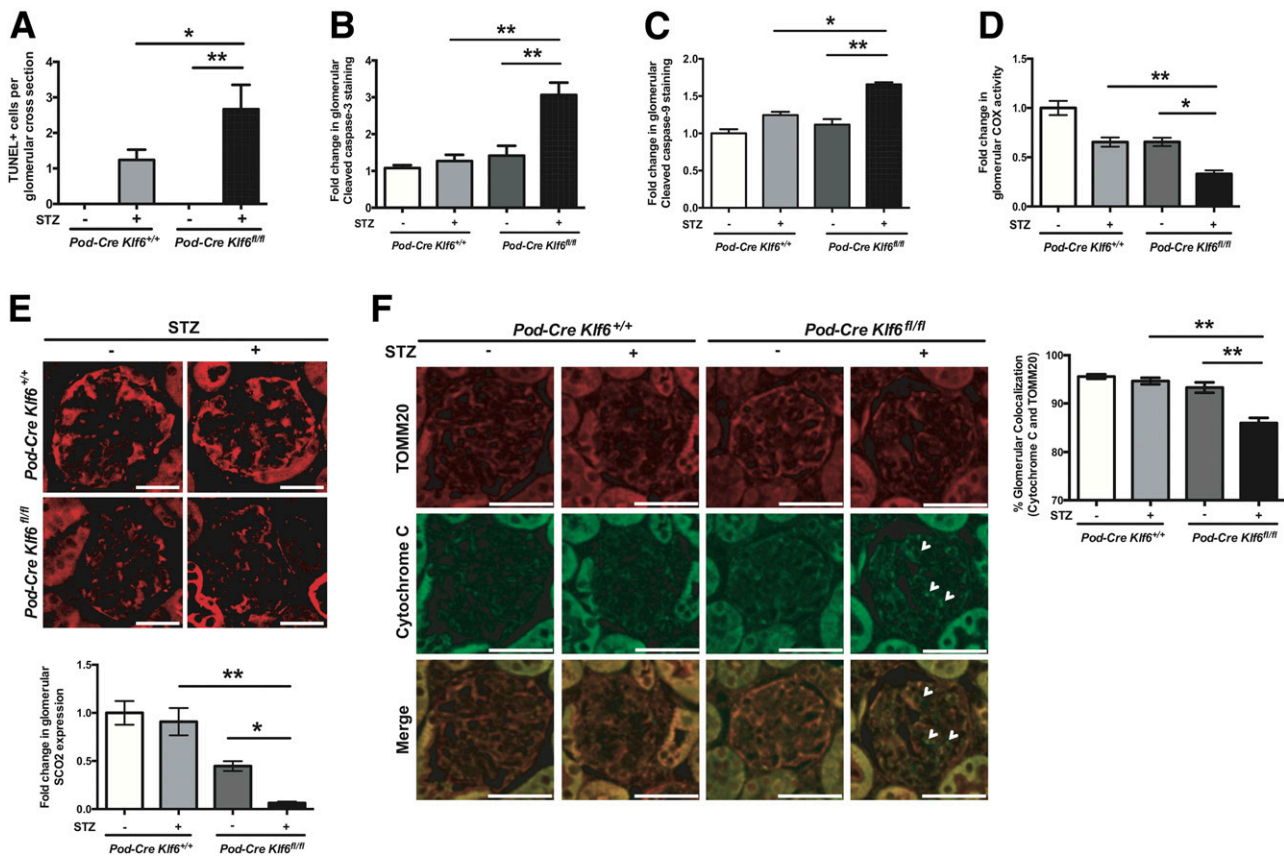 A
TUNEL+ cells per
glomerular cross section
4
3
2
1
0
*
**
STZ - + - +
Pod-Cre Klf6+/+ Pod-Cre Klf6fl/fl
B
Fold change in glomerular
Cleaved caspase-3 staining
4
3
2
1
0
**
**
STZ - + - +
Pod-Cre Klf6+/+ Pod-Cre Klf6fl/fl
C
Fold change in glomerular
Cleaved caspase-9 staining
2.0
1.5
1.0
0.5
0.0
*
**
STZ - + - +
Pod-Cre Klf6+/+ Pod-Cre Klf6fl/fl
D
Fold change in
glomerular COX activity
1.5
1.0
0.5
0.0
**
*
STZ - + - +
Pod-Cre Klf6+/+ Pod-Cre Klf6fl/fl
E
STZ
- +
Pod-Cre Klf6+/+
Pod-Cre Klf6 fl/fl
Fold change in glomerular
SCO2 expression
1.5
1.0
0.5
0.0
**
*
STZ - + - +
Pod-Cre Klf6+/+ Pod-Cre Klf6fl/fl
F
Pod-Cre Klf6+/+ Pod-Cre Klf6fl/fl
STZ - + - +
TOMM20
Cytochrome C
Merge
% Glomerular Colocalization
(Cytochrome C and TOMM20)
100
90
80
70
**
**
STZ - + - +
Pod-Cre Klf6+/+ Pod-Cre Klf6fl/fl